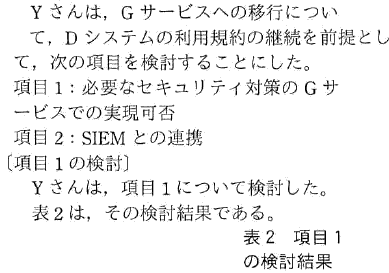 Yさんは，Gサービスへの移行につい
て，Dシステムの利用規約の継続を前提とし
て，次の項目を検討することにした。
項目1：必要なセキュリティ対策のGサ
ービスでの実現可否
項目2：SIEMとの連携
〔項目1の検討〕
Yさんは，項目1について検討した。
表2は，その検討結果である。
表2　項目1
の検討結果